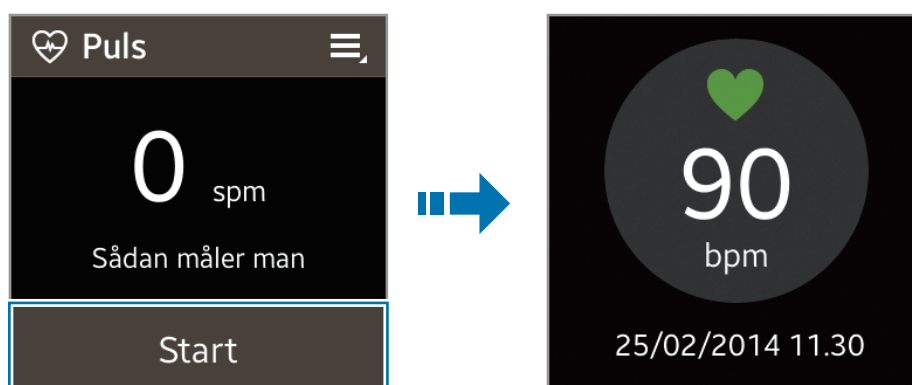 Puls
0 spm
Sådan måler man
Start
90
bpm
25/02/2014 11.30